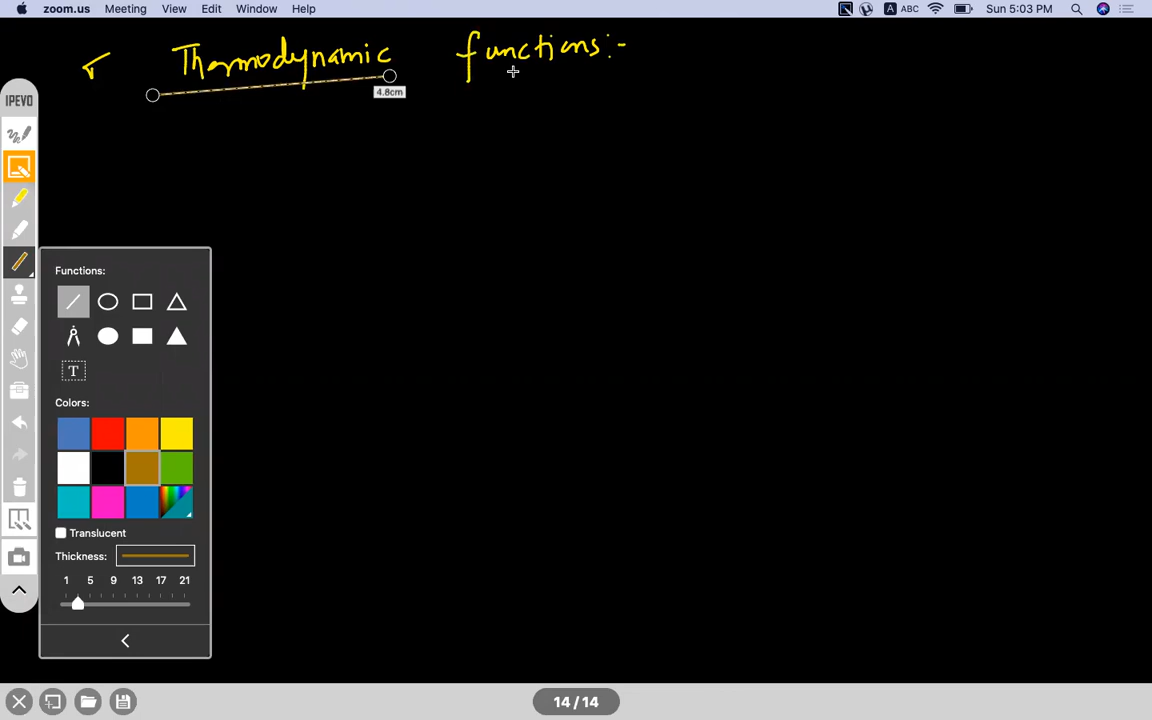 zoom.us Meeting View Edit Window Help ABC Sun 5:03 PM
Thermodynamic functions:-
4.8cm
IPEVO
Functions:
T
Colors:
Translucent
Thickness:
1 5 9 13 17 21
14 / 14